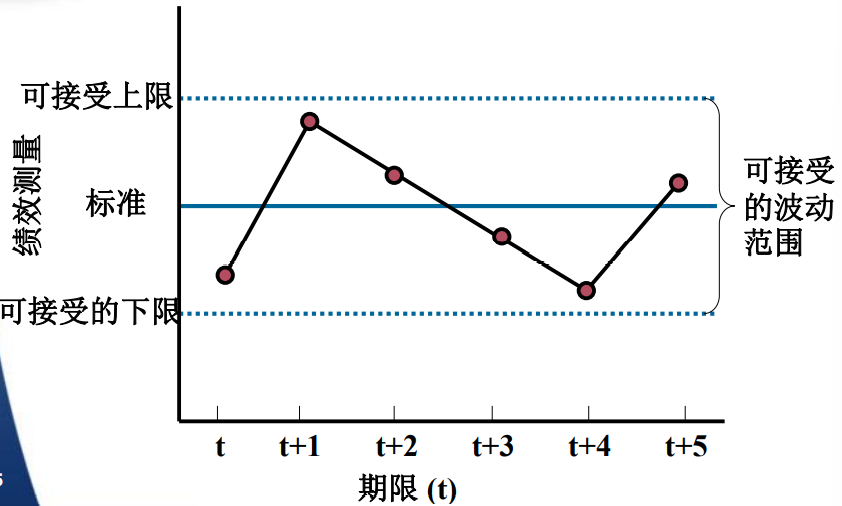 可接受上限
绩效测量
标准
可接受的下限
可接受
的波动
范围
t t+1 t+2 t+3 t+4 t+5
期限 (t)